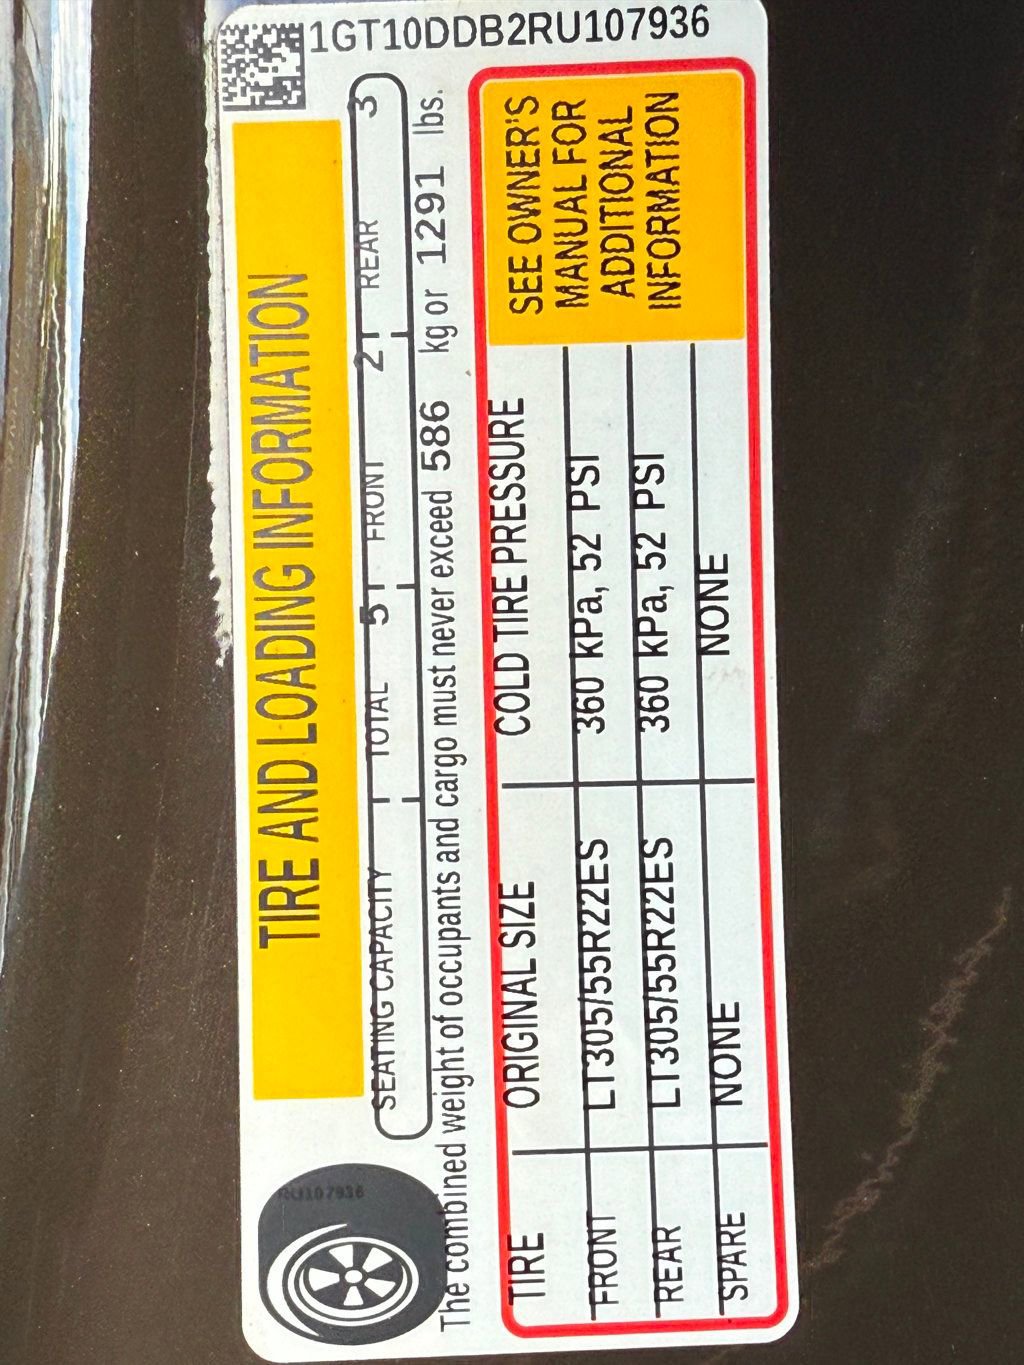 1GT10DDB2RU107936
TIRE AND LOADING INFORMATION
SEATING CAPACITY TOTAL 5 FRONT 2 REAR 3
The combined weight of occupants and cargo must never exceed 586 kg or 1291 lbs.
TIRE ORIGINAL SIZE COLD TIRE PRESSURE
FRONT LT305/55R22ES 360 kPa, 52 PSI
REAR LT305/55R22ES 360 kPa, 52 PSI
SPARE NONE NONE
SEE OWNER'S
MANUAL FOR
ADDITIONAL
INFORMATION
RU107936